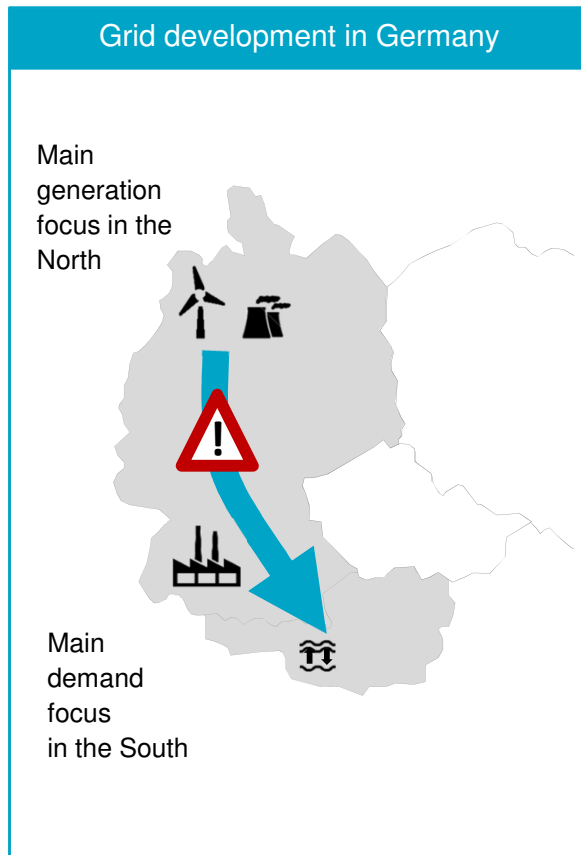 Grid development in Germany
Main
generation
focus in the
North
!
Main
demand
focus
in the South